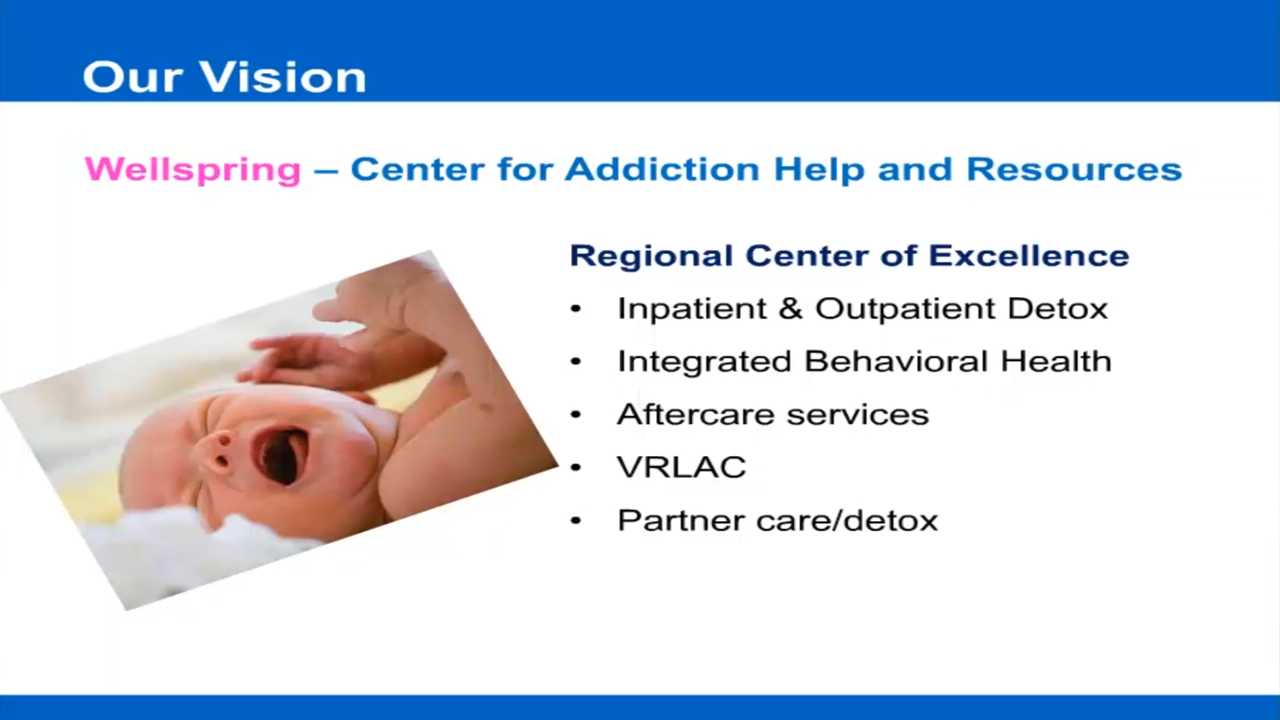 Our Vision
Wellspring – Center for Addiction Help and Resources
Regional Center of Excellence
• Inpatient & Outpatient Detox
• Integrated Behavioral Health
• Aftercare services
• VRLAC
• Partner care/detox